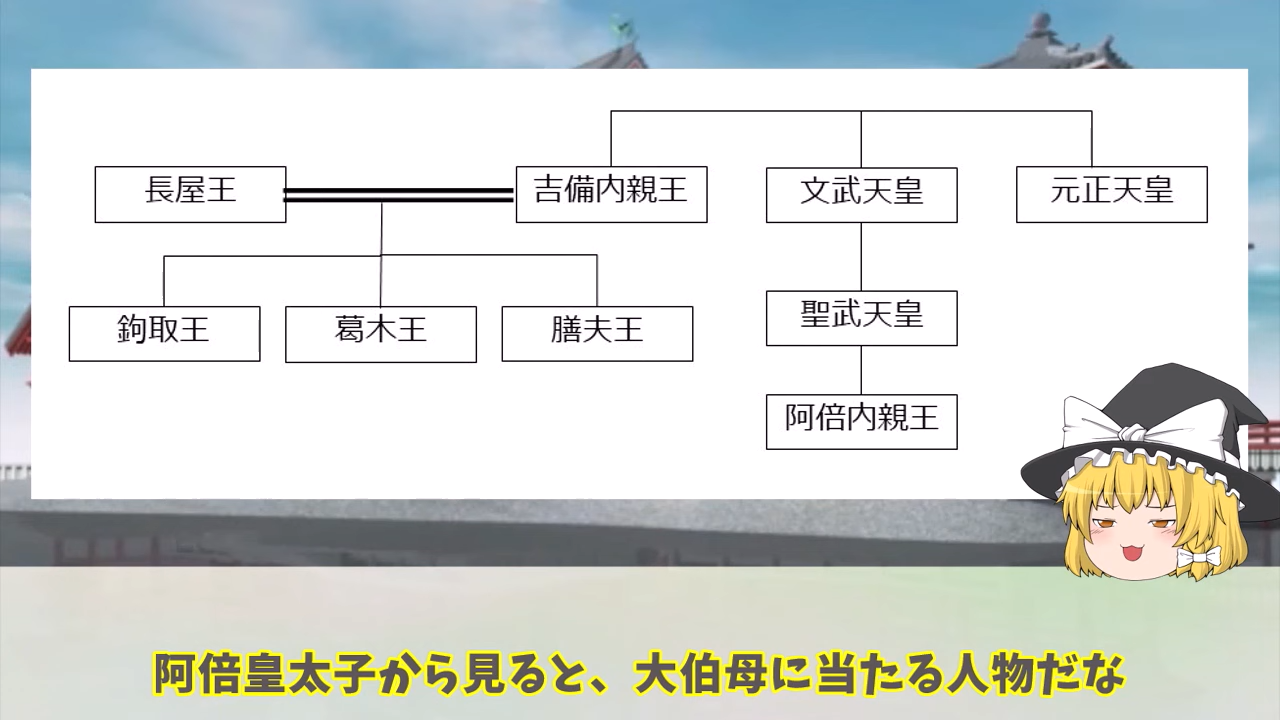 長屋王
吉備内親王
文武天皇
元正天皇
鉤取王
葛木王
膳夫王
聖武天皇
阿倍内親王
阿倍皇太子から見ると、大伯母に当たる人物だな